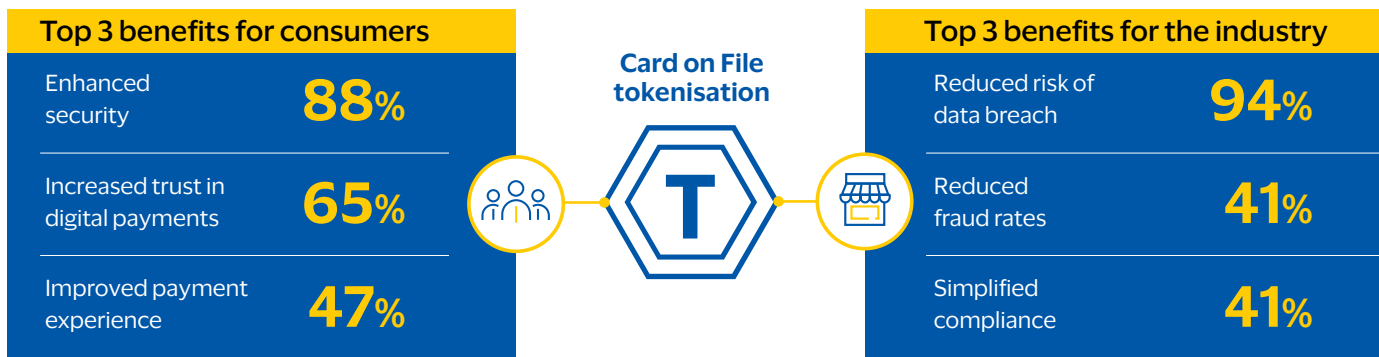 Top 3 benefits for consumers
Enhanced
security
88%
Increased trust in
digital payments
65%
Improved payment
experience
47%
Card on File
tokenisation
T
Top 3 benefits for the industry
Reduced risk of
data breach
94%
Reduced
fraud rates
41%
Simplified
compliance
41%